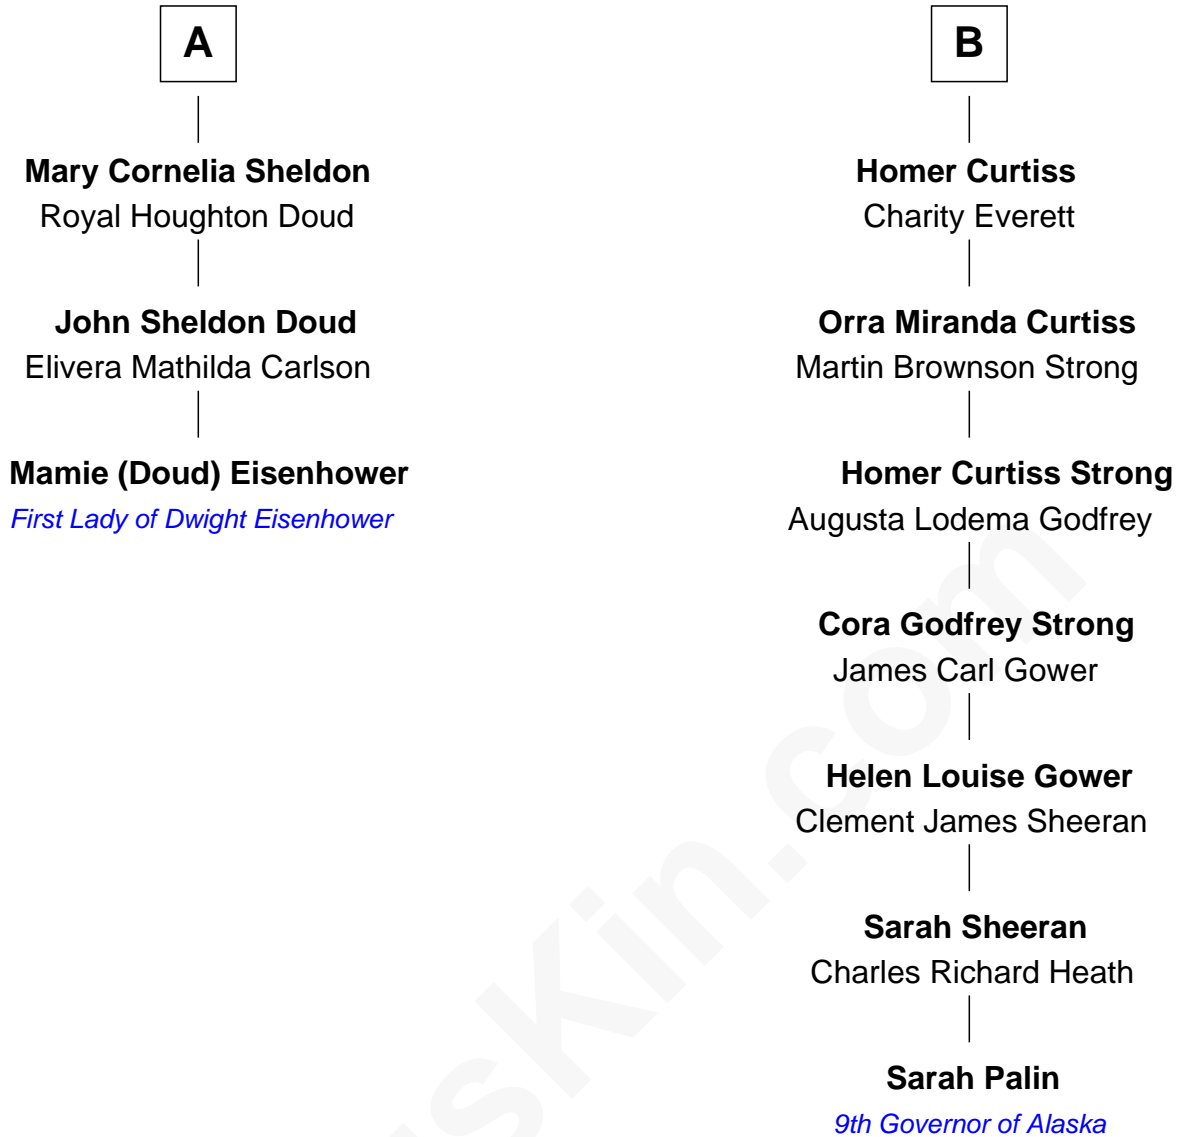 A
Mary Cornelia Sheldon
Royal Houghton Doud
John Sheldon Doud
Elivera Mathilda Carlson
Mamie (Doud) Eisenhower
First Lady of Dwight Eisenhower
B
Homer Curtiss
Charity Everett
Orra Miranda Curtiss
Martin Brownson Strong
Homer Curtiss Strong
Augusta Lodema Godfrey
Cora Godfrey Strong
James Carl Gower
Helen Louise Gower
Clement James Sheeran
Sarah Sheeran
Charles Richard Heath
Sarah Palin
9th Governor of Alaska
sKin.com